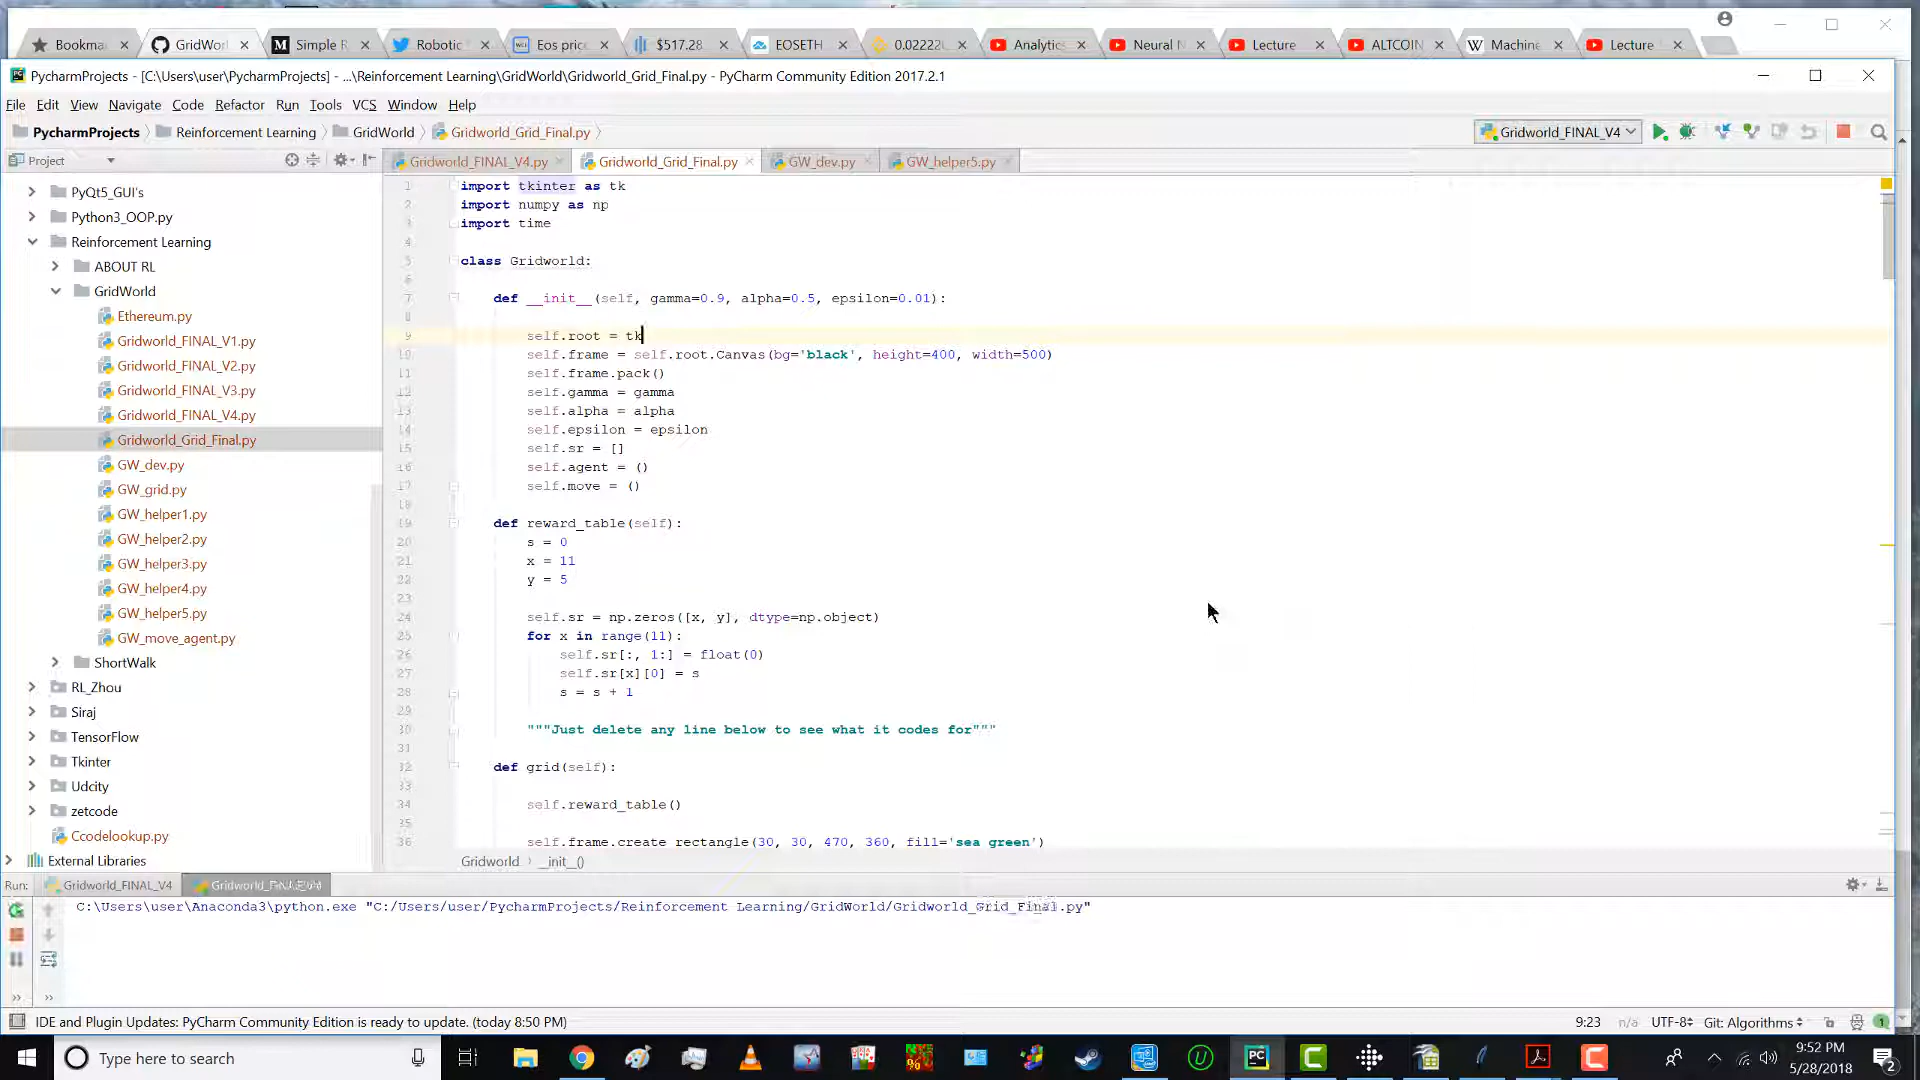 Bookma
GridWor
Simple R
Robotic
Eos price
$517.28
EOSETH
0.02222
Analytics
Neural N
Lecture
ALTCOIN
Machine
Lecture
PycharmProjects - [C:\Users\user\PycharmProjects] - ...\Reinforcement Learning\GridWorld\Gridworld_Grid_Final.py - PyCharm Community Edition 2017.2.1
File Edit View Navigate Code Refactor Run Tools VCS Window Help
PycharmProjects Reinforcement Learning GridWorld Gridworld_Grid_Final.py
Gridworld_FINAL_V4
Project
Gridworld_FINAL_V4.py Gridworld_Grid_Final.py GW_dev.py GW_helper5.py
PyQt5_GUI's
Python3_OOP.py
Reinforcement Learning
ABOUT RL
GridWorld
Ethereum.py
Gridworld_FINAL_V1.py
Gridworld_FINAL_V2.py
Gridworld_FINAL_V3.py
Gridworld_FINAL_V4.py
Gridworld_Grid_Final.py
GW_dev.py
GW_grid.py
GW_helper1.py
GW_helper2.py
GW_helper3.py
GW_helper4.py
GW_helper5.py
GW_move_agent.py
ShortWalk
RL_Zhou
Siraj
TensorFlow
Tkinter
Udcity
zetcode
Ccodelookup.py
External Libraries
1 import tkinter as tk
2 import numpy as np
3 import time
4
5 class Gridworld:
6
7 def __init__(self, gamma=0.9, alpha=0.5, epsilon=0.01):
8
9 self.root = tk
10 self.frame = self.root.Canvas(bg='black', height=400, width=500)
11 self.frame.pack()
12 self.gamma = gamma
13 self.alpha = alpha
14 self.epsilon = epsilon
15 self.sr = []
16 self.agent = ()
17 self.move = ()
18
19 def reward_table(self):
20 s = 0
21 x = 11
22 y = 5
23
24 self.sr = np.zeros([x, y], dtype=np.object)
25 for x in range(11):
26 self.sr[:, 1:] = float(0)
27 self.sr[x][0] = s
28 s = s + 1
29
30 """Just delete any line below to see what it codes for"""
31
32 def grid(self):
33
34 self.reward_table()
35
36 self.frame.create_rectangle(30, 30, 470, 360, fill='sea green')
Gridworld __init__()
Run: Gridworld_FINAL_V4
C:\Users\user\Anaconda3\python.exe "C:/Users/user/PycharmProjects/Reinforcement Learning/GridWorld/Gridworld_Grid_Final.py"
IDE and Plugin Updates: PyCharm Community Edition is ready to update. (today 8:50 PM)
9:23 n/a UTF-8 Git: Algorithms
1
Type here to search
9:52 PM
5/28/2018
2